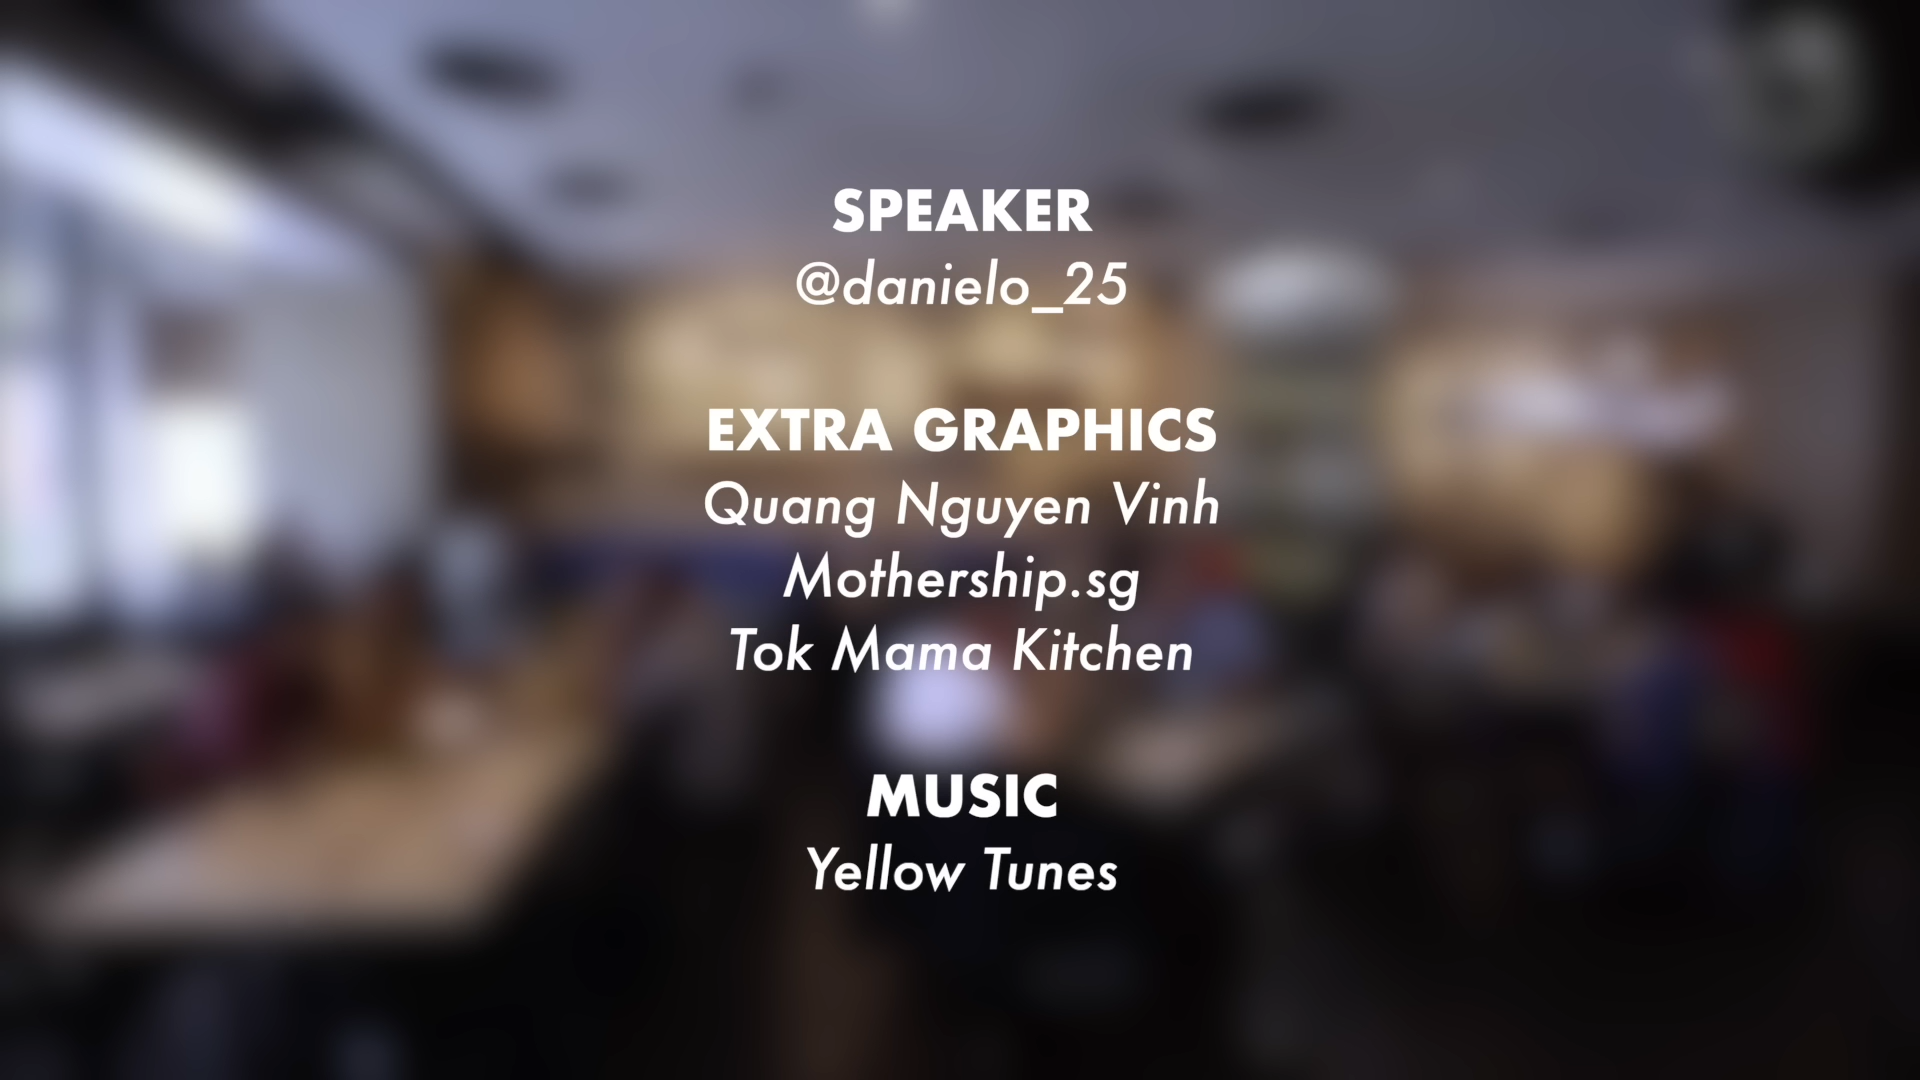 SPEAKER
@danielo_25
EXTRA GRAPHICS
Quang Nguyen Vinh
Mothership.sg
Tok Mama Kitchen
MUSIC
Yellow Tunes